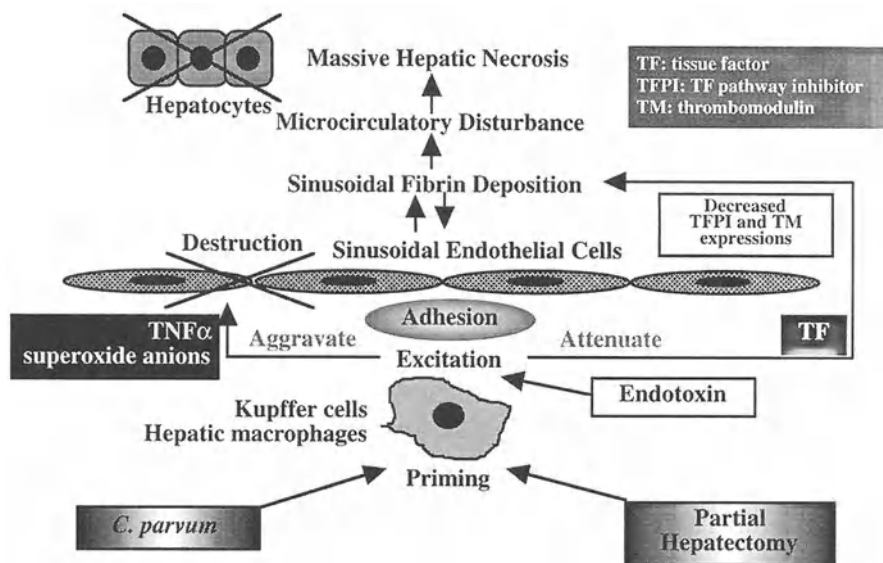 Massive Hepatic Necrosis
Hepatocytes
TF: tissue factor
TFPI: TF pathway inhibitor
TM: thrombomodulin
Microcirculatory Disturbance
Sinusoidal Fibrin Deposition
Decreased
TFPI and TM
expressions
Destruction
Sinusoidal Endothelial Cells
Adhesion
TNFα
superoxide anions
Aggravate
Excitation
Attenuate
TF
Endotoxin
Kupffer cells
Hepatic macrophages
Priming
C. parvum
Partial
Hepatectomy